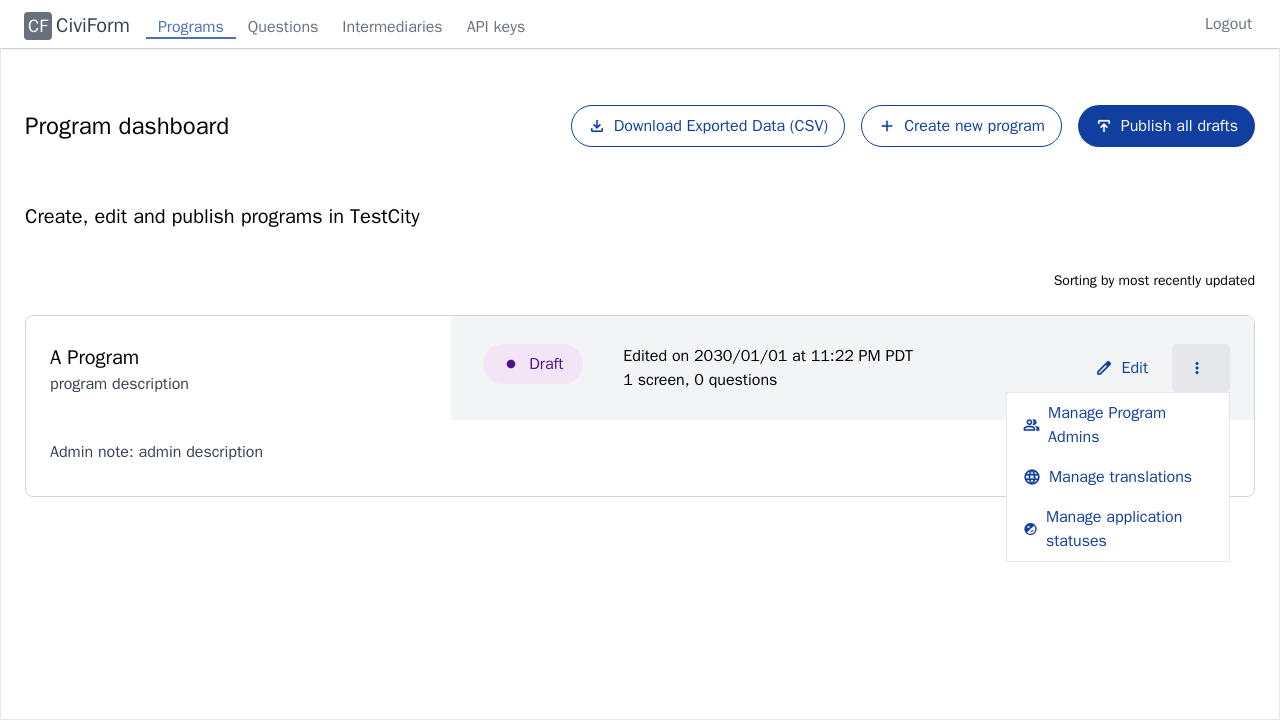 CF CiviForm Programs Questions Intermediaries API keys Logout
Program dashboard Download Exported Data (CSV) Create new program Publish all drafts
Create, edit and publish programs in TestCity
Sorting by most recently updated
A Program
program description
Draft
Edited on 2030/01/01 at 11:22 PM PDT
1 screen, 0 questions
Edit
Manage Program
Admins
Manage translations
Manage application
statuses
Admin note: admin description